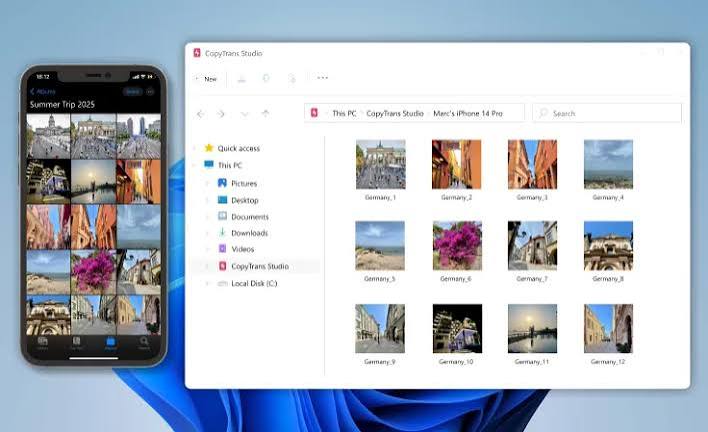 18:12
Albums
Select
Summer Trip 2025
CopyTrans Studio
New
This PC > CopyTrans Studio > Merc's iPhone 14 Pro
Search
Quick access
This PC
Pictures
Desktop
Documents
Downloads
Videos
CopyTrans Studio
Local Disk (C:)
Germany_1
Germany_2
Germany_3
Germany_4
Germany_5
Germany_6
Germany_7
Germany_8
Germany_9
Germany_10
Germany_11
Germany_12